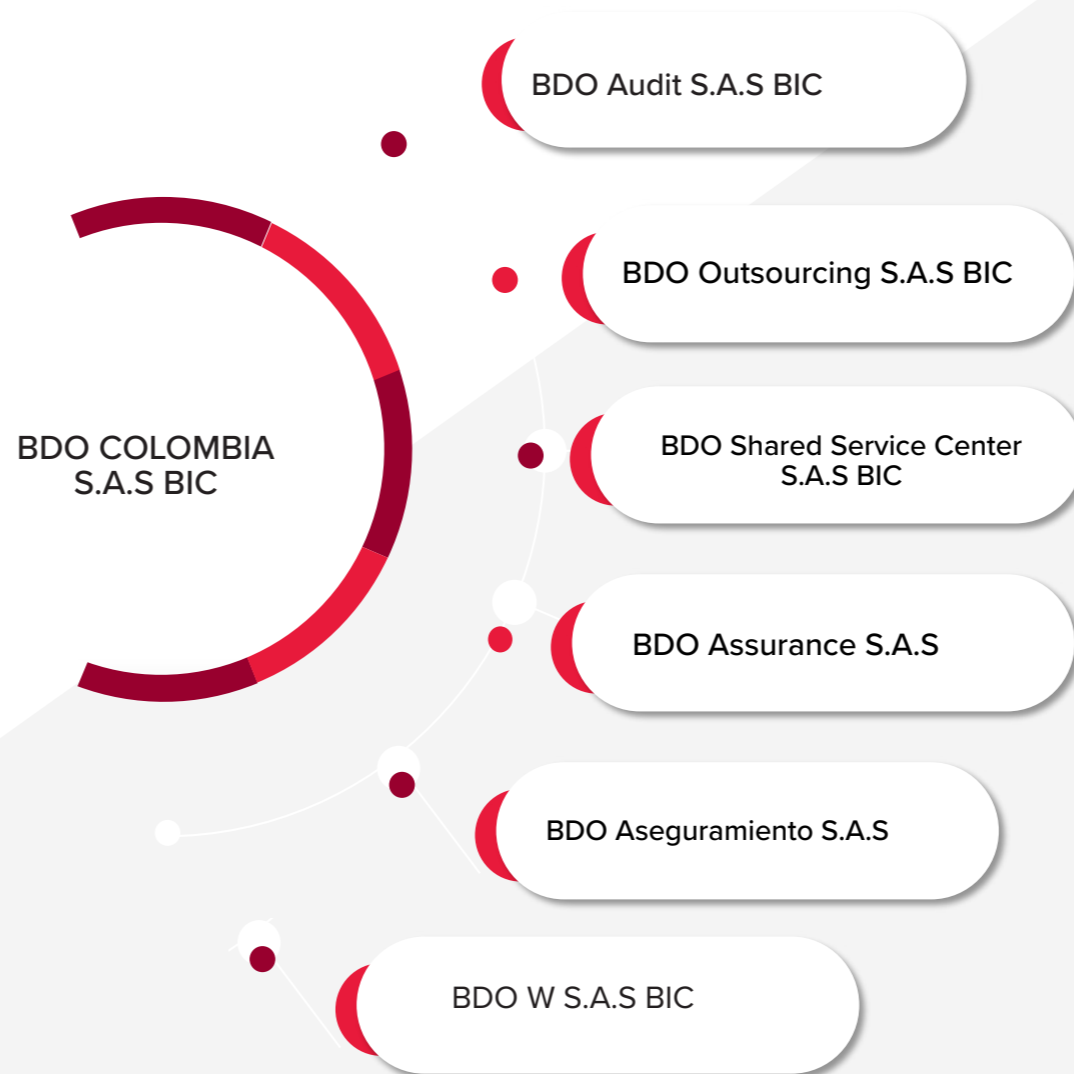 BDO Audit S.A.S BIC
BDO Outsourcing S.A.S BIC
BDO COLOMBIA
S.A.S BIC
BDO Shared Service Center
S.A.S BIC
BDO Assurance S.A.S
BDO Aseguramiento S.A.S
BDO W S.A.S BIC